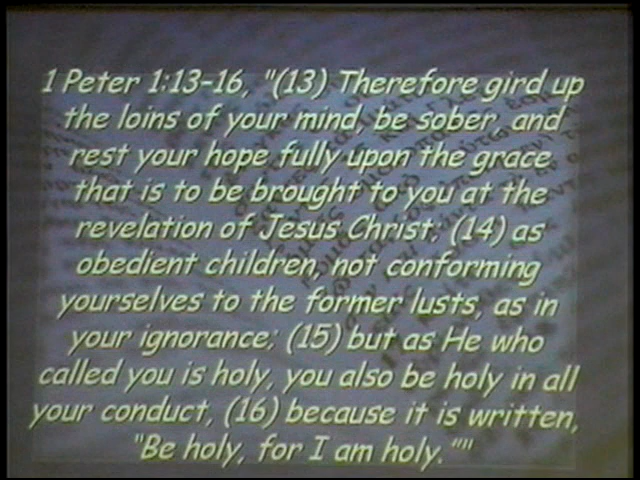 1 Peter 1:13-16, "(13) Therefore gird up
the loins of your mind, be sober, and
rest your hope fully upon the grace
that is to be brought to you at the
revelation of Jesus Christ; (14) as
obedient children, not conforming
yourselves to the former lusts, as in
your ignorance; (15) but as He who
called you is holy, you also be holy in all
your conduct, (16) because it is written,
"Be holy, for I am holy.""